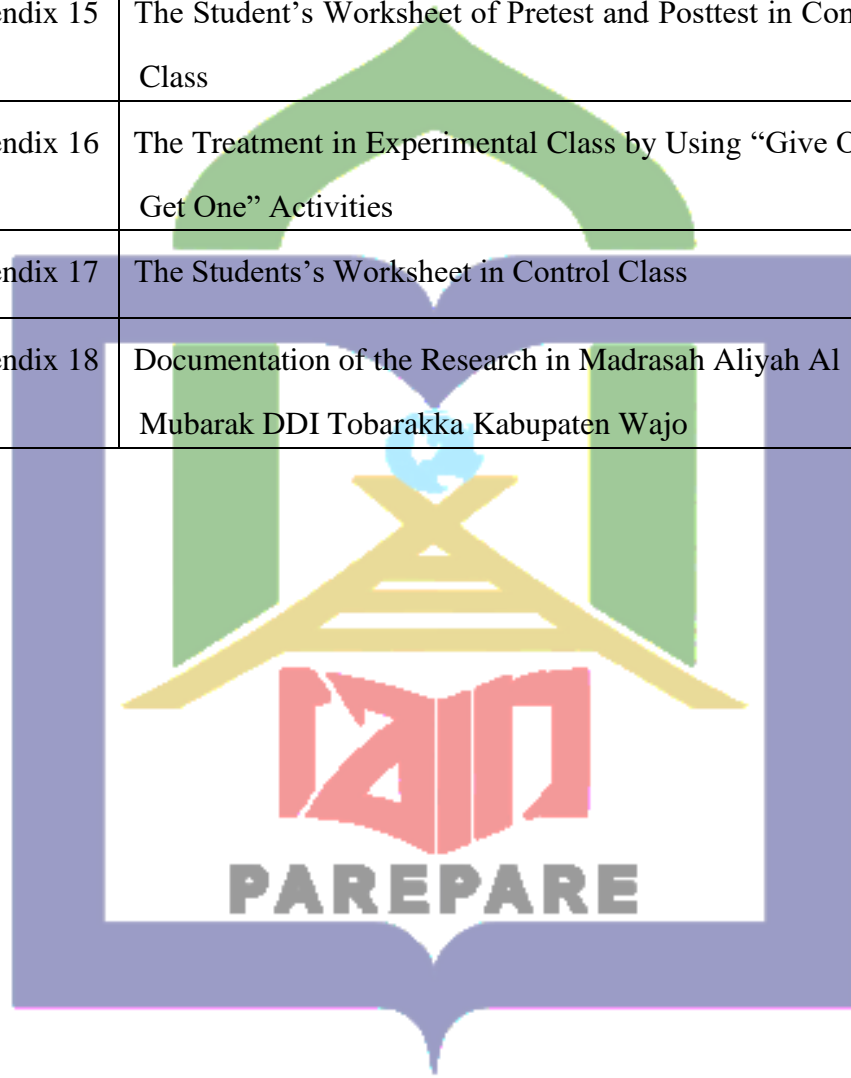 endix 15 The Student’s Worksheet of Pretest and Posttest in Con
Class
endix 16 The Treatment in Experimental Class by Using “Give O
Get One” Activities
endix 17 The Students’s Worksheet in Control Class
endix 18 Documentation of the Research in Madrasah Aliyah Al
Mubarak DDI Tobarakka Kabupaten Wajo
iain
PAREPARE